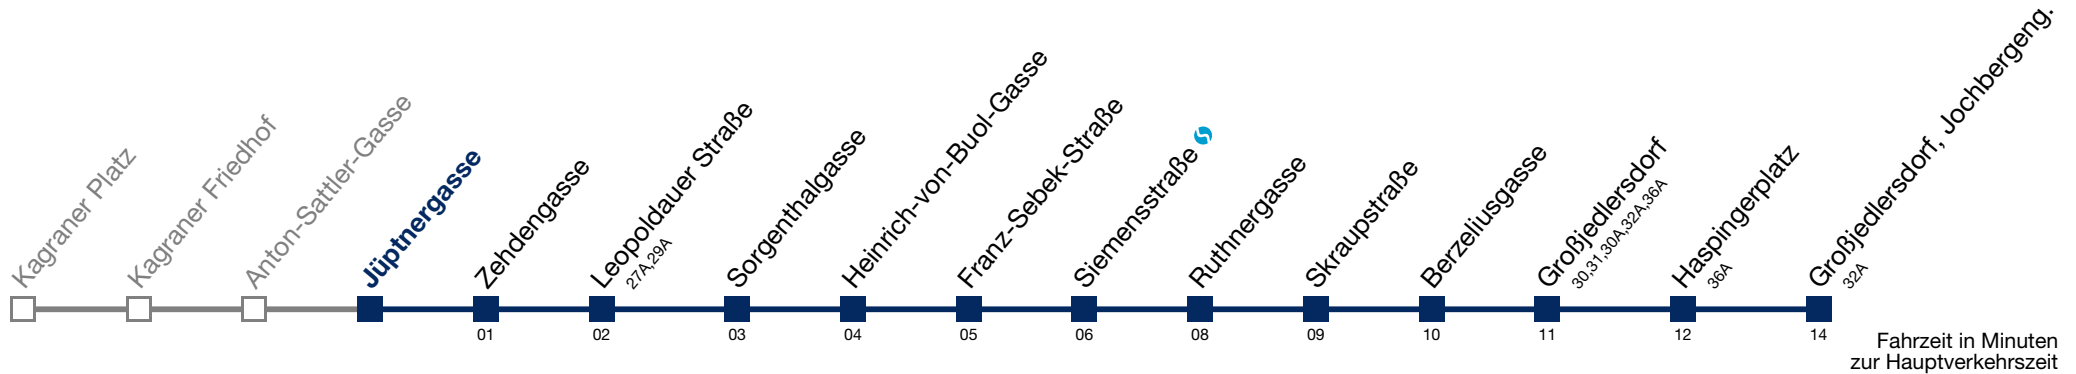 Kagraner Platz
Kagraner Friedhof
Anton-Sattler-Gasse
Jüptnergasse
Zehdengasse
01
Leopoldauer Straße
27A,29A
02
Sorgenthalgasse
03
Heinrich-von-Buol-Gasse
04
Franz-Sebek-Straße
05
Siemensstraße
06
Ruthnergasse
08
Skraupstraße
09
Berzeliusgasse
10
Großjedlersdorf
30,31,30A,32A,36A
11
Haspingerplatz
36A
12
Großjedlersdorf, Jochbergeng.
32A
14
Fahrzeit in Minuten
zur Hauptverkehrszeit